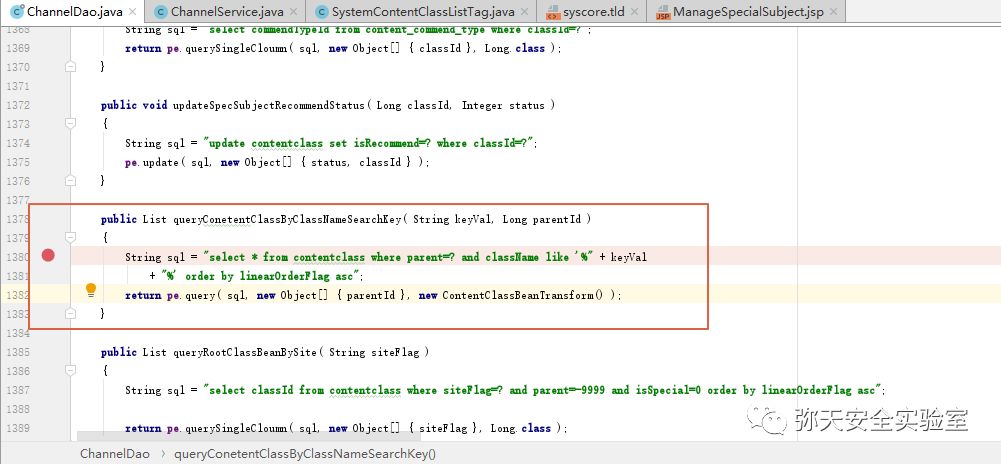 ChannelDao.java × ChannelService.java × SystemContentClassListTag.java × syscore.tld × ManageSpecialSubject.jsp ×
1368 String sql = "select commendTypeId from content_commend_type where classId=?";
1369 return pe.querySingleCloumn( sql, new Object[] { classId }, Long.class );
1370 }
1371
1372 public void updateSpecSubjectRecommendStatus( Long classId, Integer status )
1373 {
1374 String sql = "update contentclass set isRecommend=? where classId=?";
1375 pe.update( sql, new Object[] { status, classId } );
1376 }
1377
1378 public List queryConetentClassByClassNameSearchKey( String keyVal, Long parentId )
1379 {
1380 String sql = "select * from contentclass where parent=? and className like '%" + keyVal
1381 + "%' order by linearOrderFlag asc";
1382 return pe.query( sql, new Object[] { parentId }, new ContentClassBeanTransform() );
1383 }
1384
1385 public List queryRootClassBeanBySite( String siteFlag )
1386 {
1387 String sql = "select classId from contentclass where siteFlag=? and parent=-9999 and isSpecial=0 order by linearOrderFlag asc";
1388
1389 return pe.querySingleCloumn( sql, new Object[] { siteFlag }, Long.class );
弥天安全实验室
ChannelDao › queryConetentClassByClassNameSearchKey()